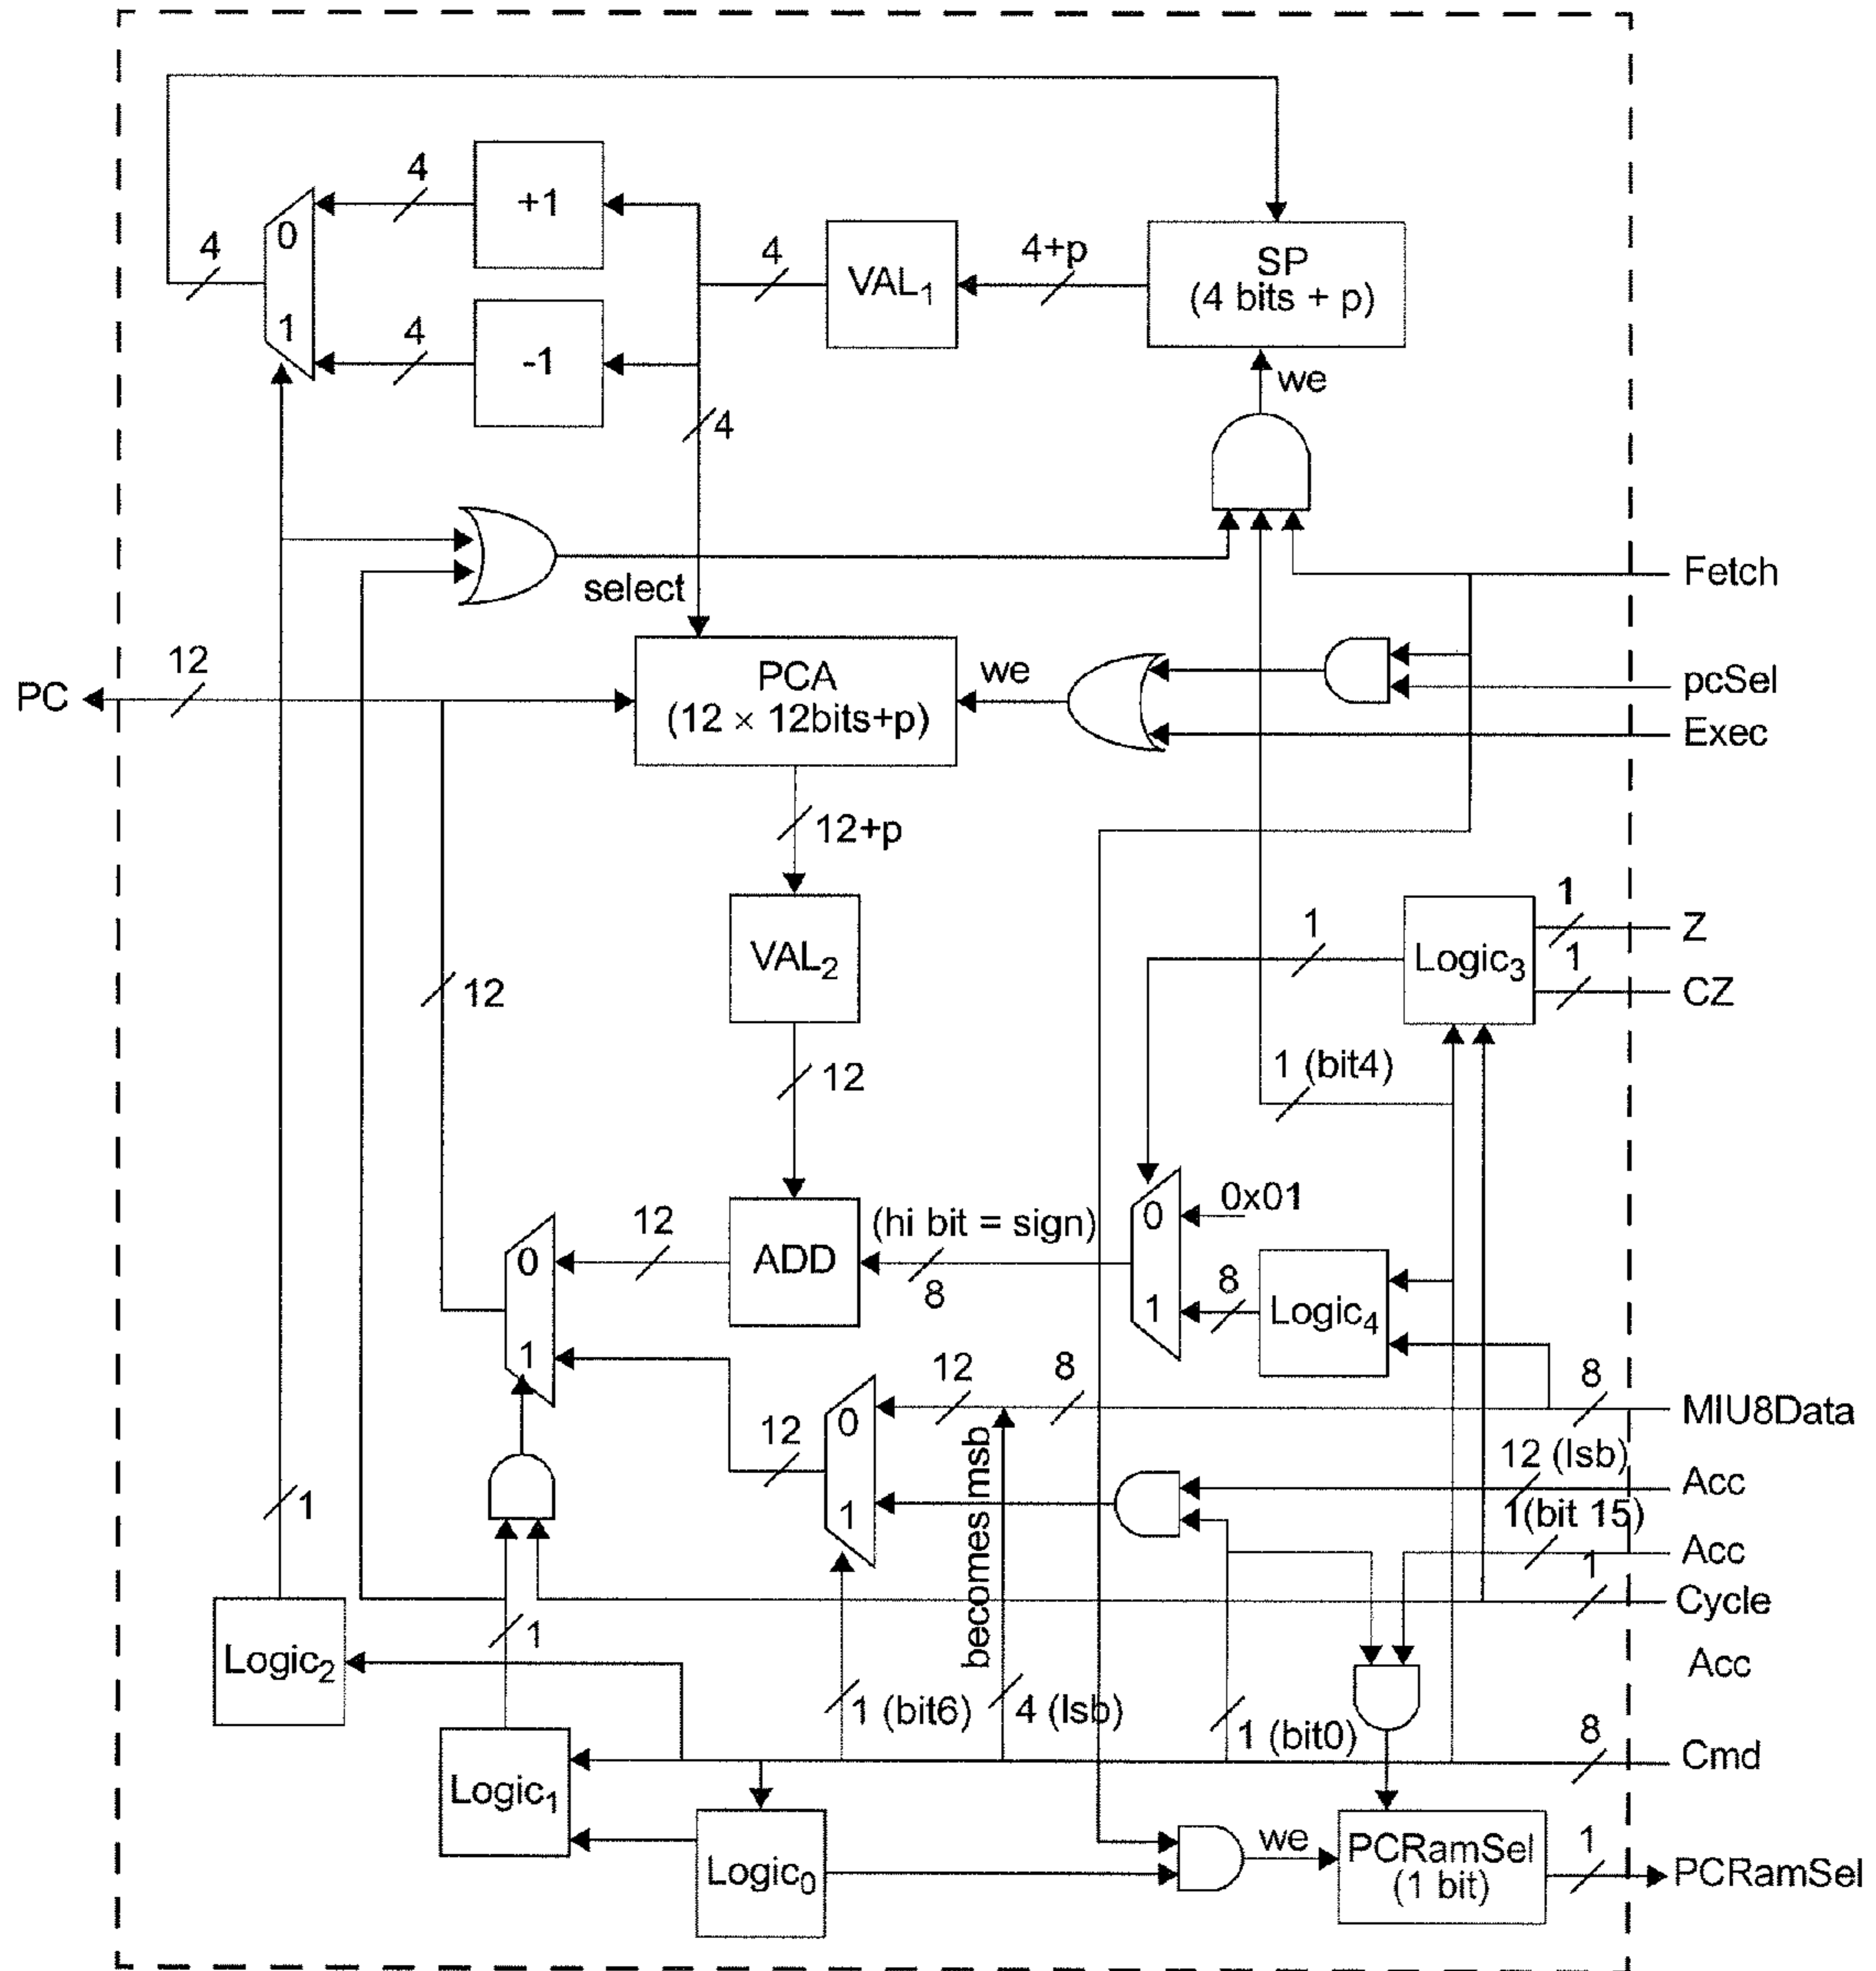 +1
4
0
4
1
4
-1
VAL1
4
4+p
SP
(4 bits + p)
we
4
select
Fetch
PC
12
PCA
(12 × 12bits+p)
we
pcSel
Exec
12+p
VAL2
12
12
1
Logic3
1
Z
1
CZ
1 (bit4)
0
12
ADD
(hi bit = sign)
8
0
0x01
1
8
Logic4
1
12
0
12
8
8
MIU8Data
1
becomes msb
12 (lsb)
Acc
1(bit 15)
Acc
1
1
Cycle
Logic2
1
Acc
1 (bit6)
4 (lsb)
1 (bit0)
8
Cmd
Logic1
Logic0
we
PCRamSel
(1 bit)
1
PCRamSel